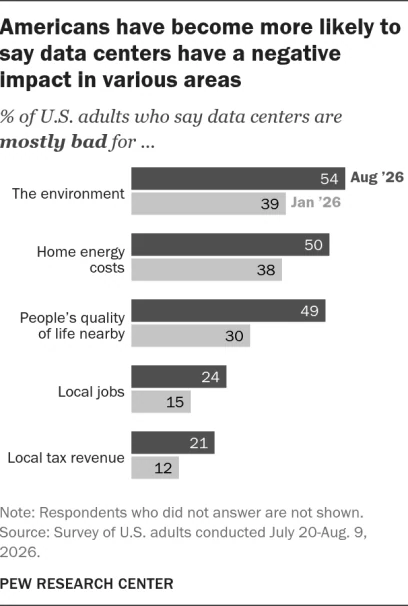 Americans have become more likely to
say data centers have a negative
impact in various areas
% of U.S. adults who say data centers are
mostly bad for ...
The environment
54
Aug ’26
39
Jan ’26
Home energy
costs
50
38
People’s quality
of life nearby
49
30
Local jobs
24
15
Local tax revenue
21
12
Note: Respondents who did not answer are not shown.
Source: Survey of U.S. adults conducted July 20-Aug. 9,
2026.
PEW RESEARCH CENTER